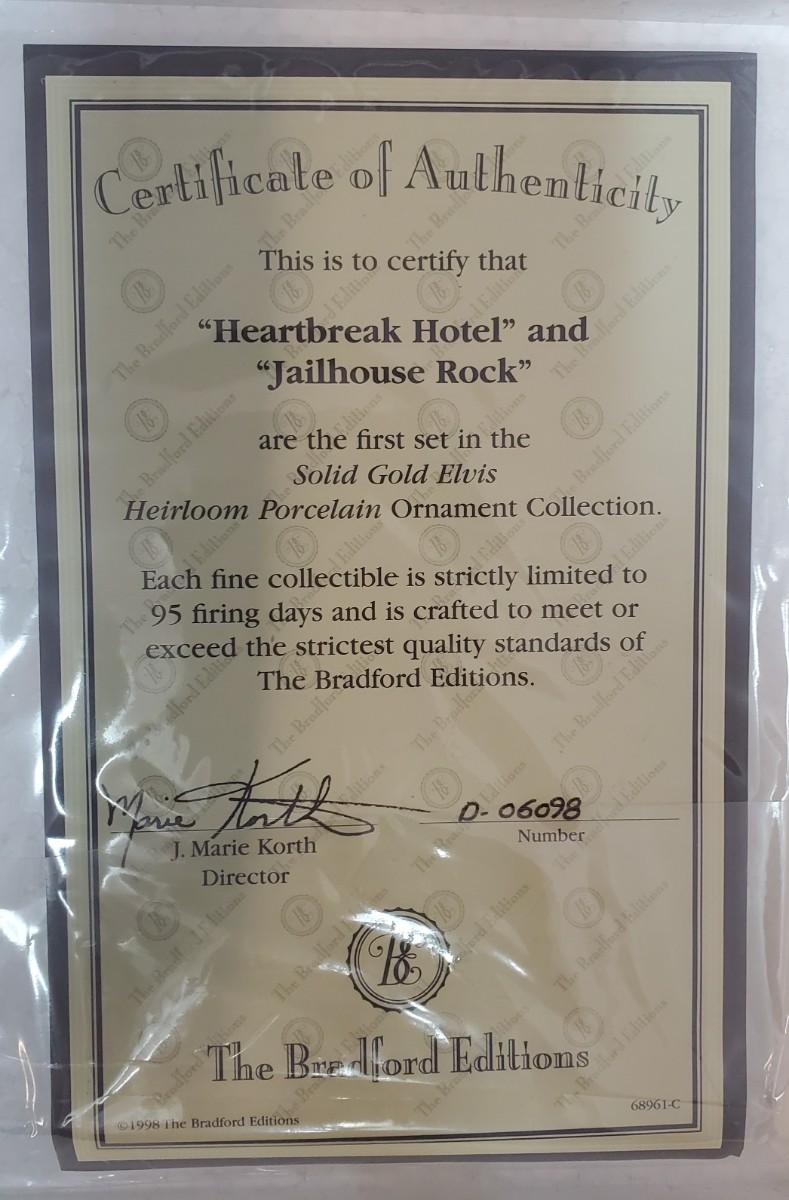 Certificate of Authenticity
This is to certify that
“Heartbreak Hotel” and
“Jailhouse Rock”
are the first set in the
Solid Gold Elvis
Heirloom Porcelain Ornament Collection.
Each fine collectible is strictly limited to
95 firing days and is crafted to meet or
exceed the strictest quality standards of
The Bradford Editions.
Marie Korth
J. Marie Korth
Director
D-06098
Number
BE
The Bradford Editions
68961-C
©1998 The Bradford Editions